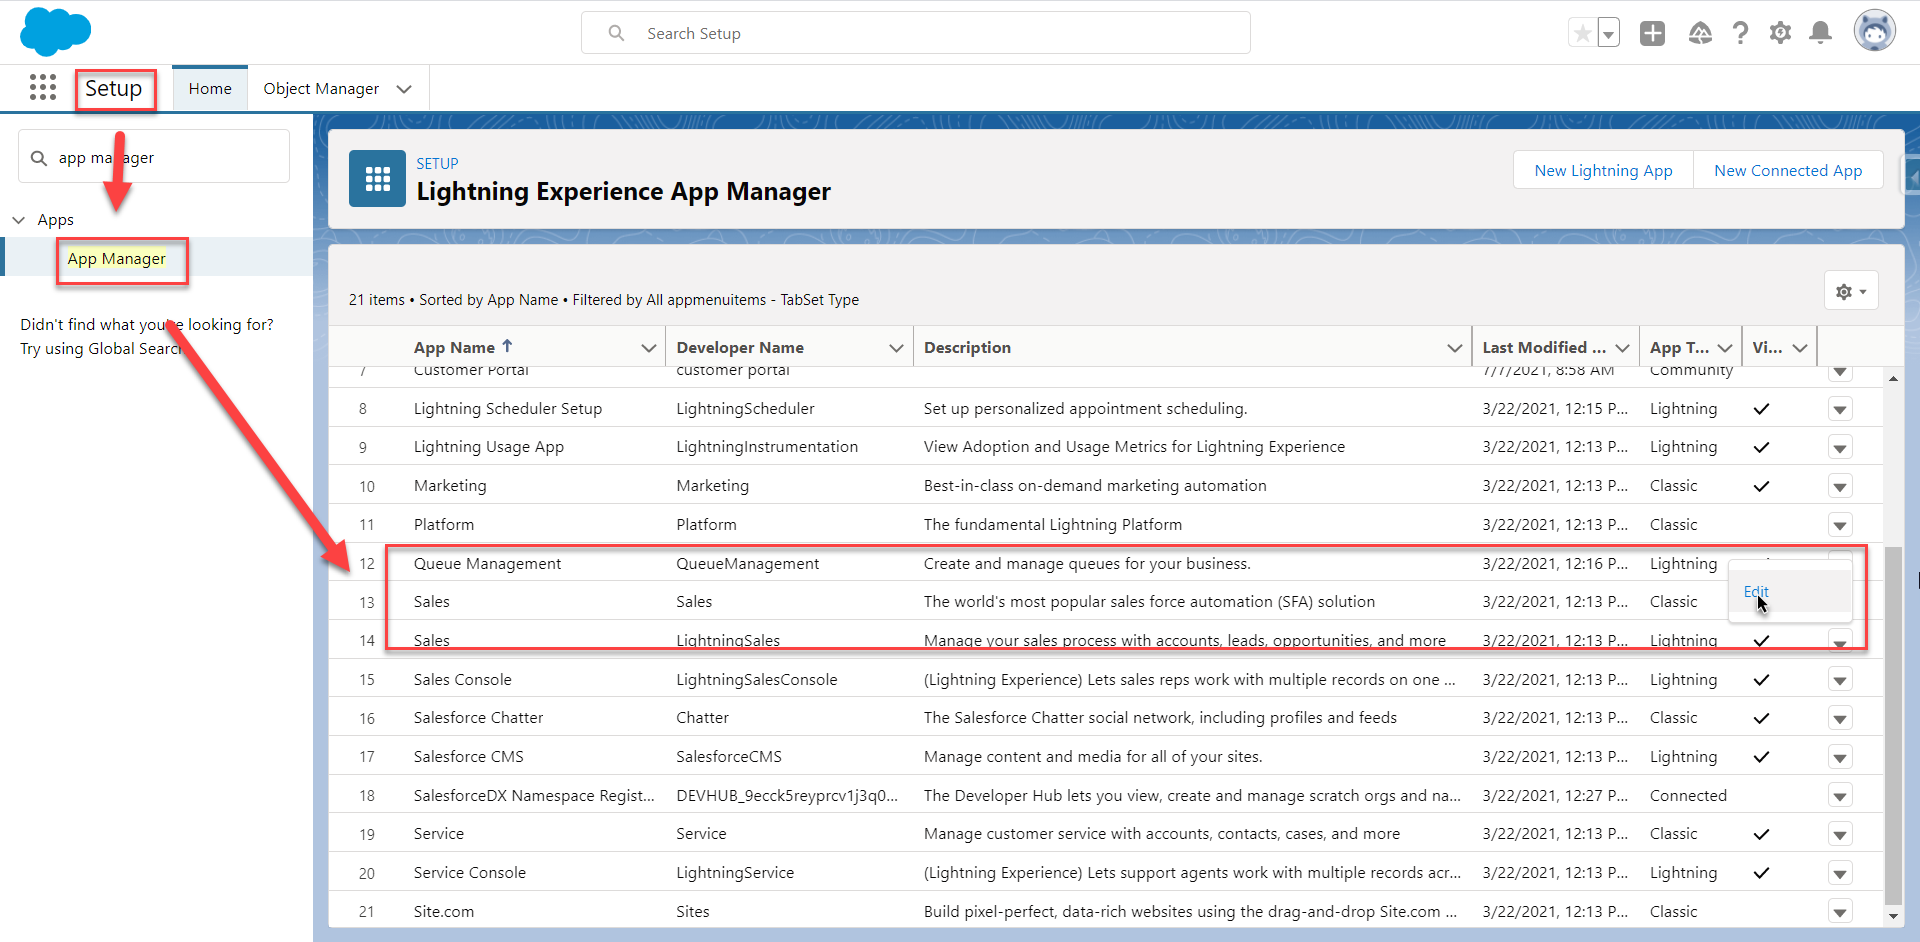 Search Setup
Setup
Home
Object Manager
app manager
Apps
App Manager
Didn't find what you're looking for?
Try using Global Search
SETUP
Lightning Experience App Manager
New Lightning App
New Connected App
21 items • Sorted by App Name • Filtered by All appmenuitems - TabSet Type
App Name Developer Name Description Last Modified ... App T... Vi...
7 Customer Portal customer portal 7/7/2021, 8:58 AM Community
8 Lightning Scheduler Setup LightningScheduler Set up personalized appointment scheduling. 3/22/2021, 12:15 P... Lightning
9 Lightning Usage App LightningInstrumentation View Adoption and Usage Metrics for Lightning Experience 3/22/2021, 12:13 P... Lightning
10 Marketing Marketing Best-in-class on-demand marketing automation 3/22/2021, 12:13 P... Classic
11 Platform Platform The fundamental Lightning Platform 3/22/2021, 12:13 P... Classic
12 Queue Management QueueManagement Create and manage queues for your business. 3/22/2021, 12:16 P... Lightning
13 Sales Sales The world's most popular sales force automation (SFA) solution 3/22/2021, 12:13 P... Classic
Edit
14 Sales LightningSales Manage your sales process with accounts, leads, opportunities, and more 3/22/2021, 12:13 P... Lightning
15 Sales Console LightningSalesConsole (Lightning Experience) Lets sales reps work with multiple records on one ... 3/22/2021, 12:13 P... Lightning
16 Salesforce Chatter Chatter The Salesforce Chatter social network, including profiles and feeds 3/22/2021, 12:13 P... Classic
17 Salesforce CMS SalesforceCMS Manage content and media for all of your sites. 3/22/2021, 12:13 P... Lightning
18 SalesforceDX Namespace Regist... DEVHUB_9ecck5reyprcv1j3q0... The Developer Hub lets you view, create and manage scratch orgs and na... 3/22/2021, 12:27 P... Connected
19 Service Service Manage customer service with accounts, contacts, cases, and more 3/22/2021, 12:13 P... Classic
20 Service Console LightningService (Lightning Experience) Lets support agents work with multiple records acr... 3/22/2021, 12:13 P... Lightning
21 Site.com Sites Build pixel-perfect, data-rich websites using the drag-and-drop Site.com ... 3/22/2021, 12:13 P... Classic